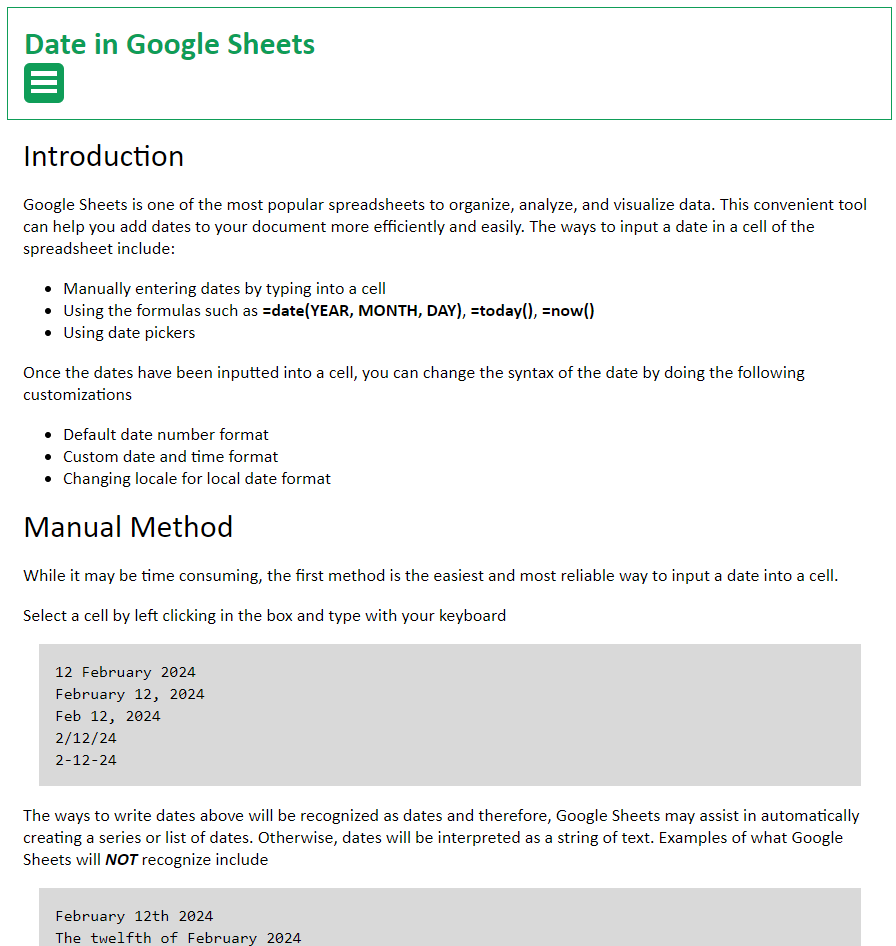 Date in Google Sheets
Introduction
Google Sheets is one of the most popular spreadsheets to organize, analyze, and visualize data. This convenient tool
can help you add dates to your document more efficiently and easily. The ways to input a date in a cell of the
spreadsheet include:
• Manually entering dates by typing into a cell
• Using the formulas such as =date(YEAR, MONTH, DAY), =today(), =now()
• Using date pickers
Once the dates have been inputted into a cell, you can change the syntax of the date by doing the following
customizations
• Default date number format
• Custom date and time format
• Changing locale for local date format
Manual Method
While it may be time consuming, the first method is the easiest and most reliable way to input a date into a cell.
Select a cell by left clicking in the box and type with your keyboard
12 February 2024
February 12, 2024
Feb 12, 2024
2/12/24
2-12-24
The ways to write dates above will be recognized as dates and therefore, Google Sheets may assist in automatically
creating a series or list of dates. Otherwise, dates will be interpreted as a string of text. Examples of what Google
Sheets will NOT recognize include
February 12th 2024
The twelfth of February 2024